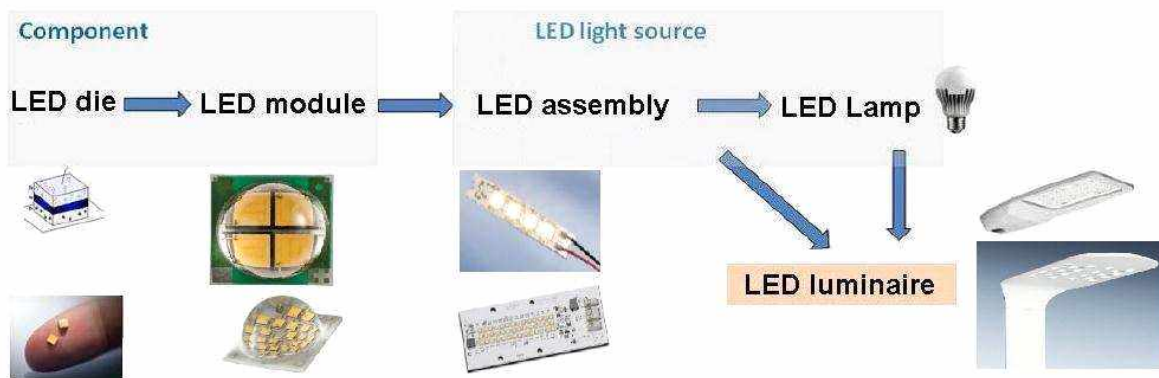 Component
LED light source
LED die
LED module
LED assembly
LED Lamp
LED luminaire